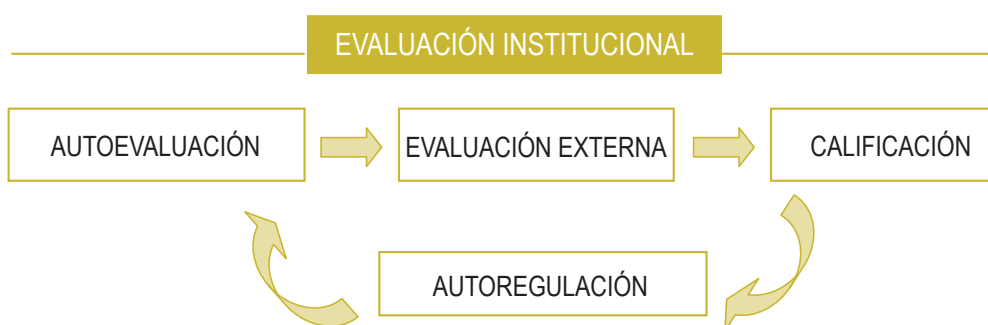 EVALUACIÓN INSTITUCIONAL
AUTOEVALUACIÓN
EVALUACIÓN EXTERNA
CALIFICACIÓN
AUTOREGULACIÓN